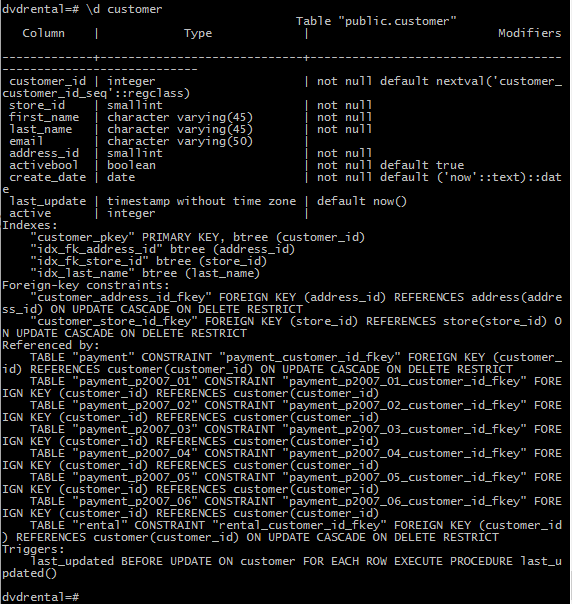 dvdrental=# \d customer
Table "public.customer"
Column | Type | Modifiers
-------------+-----------------------------+---------------------------------
-----------------------------
customer_id | integer | not null default nextval('customer_
customer_id_seq'::regclass)
store_id | smallint | not null
first_name | character varying(45) | not null
last_name | character varying(45) | not null
email | character varying(50) |
address_id | smallint | not null
activebool | boolean | not null default true
create_date | date | not null default ('now'::text)::dat
e
last_update | timestamp without time zone | default now()
active | integer |
Indexes:
"customer_pkey" PRIMARY KEY, btree (customer_id)
"idx_fk_address_id" btree (address_id)
"idx_fk_store_id" btree (store_id)
"idx_last_name" btree (last_name)
Foreign-key constraints:
"customer_address_id_fkey" FOREIGN KEY (address_id) REFERENCES address(addre
ss_id) ON UPDATE CASCADE ON DELETE RESTRICT
"customer_store_id_fkey" FOREIGN KEY (store_id) REFERENCES store(store_id) O
N UPDATE CASCADE ON DELETE RESTRICT
Referenced by:
TABLE "payment" CONSTRAINT "payment_customer_id_fkey" FOREIGN KEY (customer_
id) REFERENCES customer(customer_id) ON UPDATE CASCADE ON DELETE RESTRICT
TABLE "payment_p2007_01" CONSTRAINT "payment_p2007_01_customer_id_fkey" FORE
IGN KEY (customer_id) REFERENCES customer(customer_id)
TABLE "payment_p2007_02" CONSTRAINT "payment_p2007_02_customer_id_fkey" FORE
IGN KEY (customer_id) REFERENCES customer(customer_id)
TABLE "payment_p2007_03" CONSTRAINT "payment_p2007_03_customer_id_fkey" FORE
IGN KEY (customer_id) REFERENCES customer(customer_id)
TABLE "payment_p2007_04" CONSTRAINT "payment_p2007_04_customer_id_fkey" FORE
IGN KEY (customer_id) REFERENCES customer(customer_id)
TABLE "payment_p2007_05" CONSTRAINT "payment_p2007_05_customer_id_fkey" FORE
IGN KEY (customer_id) REFERENCES customer(customer_id)
TABLE "payment_p2007_06" CONSTRAINT "payment_p2007_06_customer_id_fkey" FORE
IGN KEY (customer_id) REFERENCES customer(customer_id)
TABLE "rental" CONSTRAINT "rental_customer_id_fkey" FOREIGN KEY (customer_id
) REFERENCES customer(customer_id) ON UPDATE CASCADE ON DELETE RESTRICT
Triggers:
last_updated BEFORE UPDATE ON customer FOR EACH ROW EXECUTE PROCEDURE last_u
pdated()
dvdrental=#